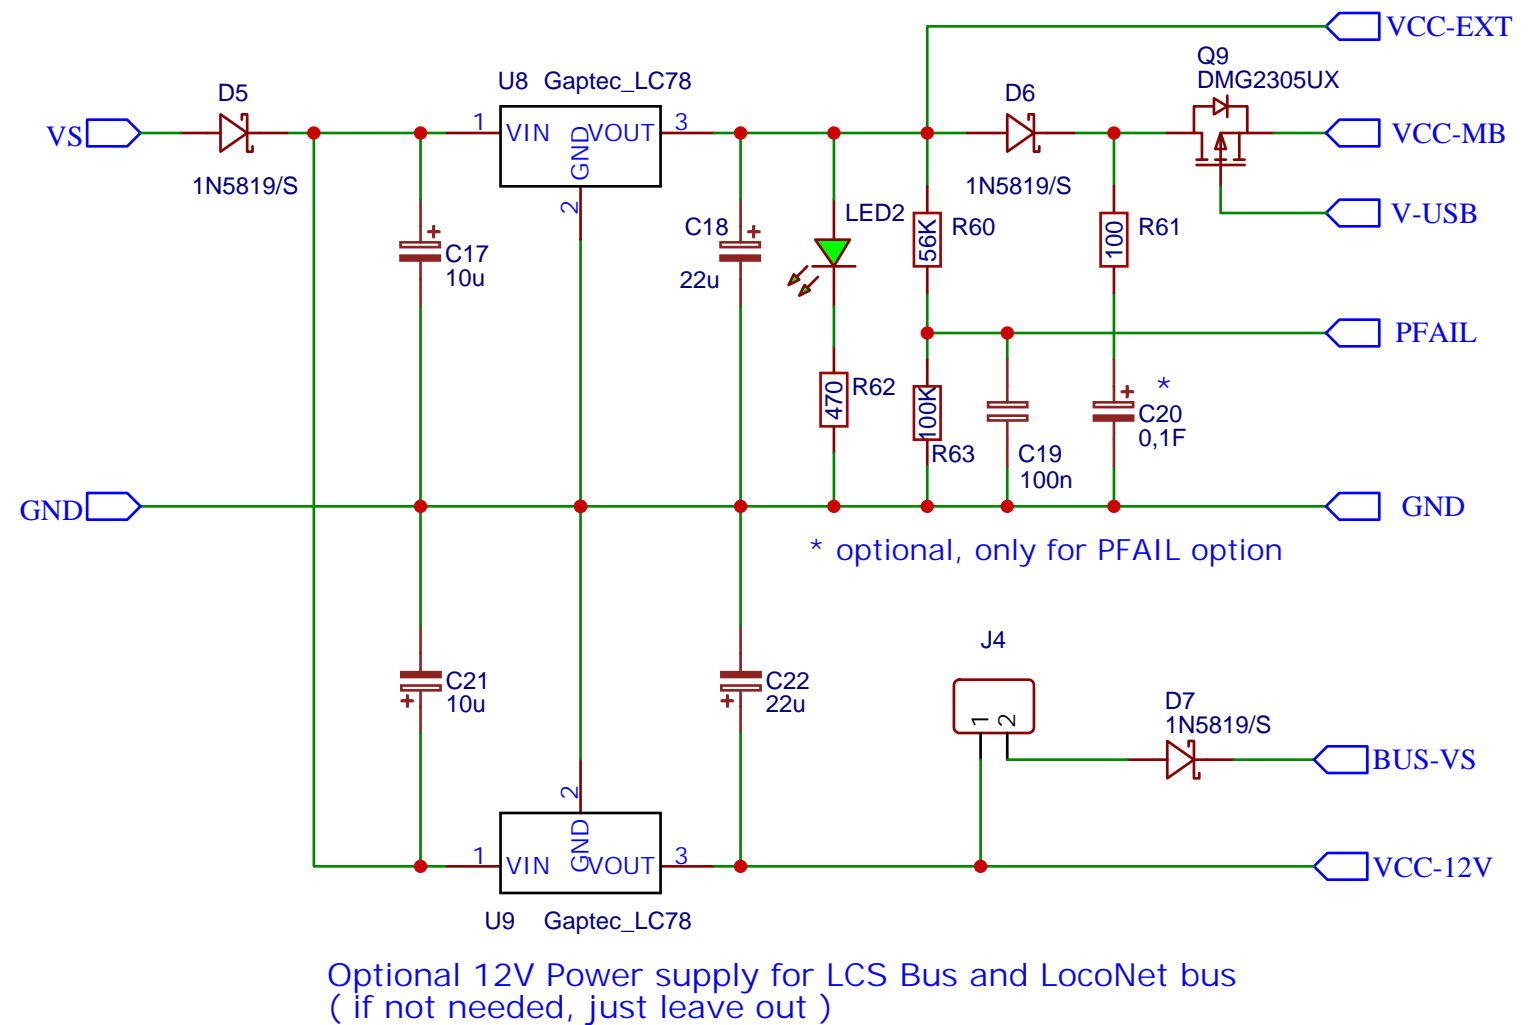 VCC-EXT
Q9
DMG2305UX
U8 Gaptec_LC78
D5
D6
VS
1 VIN GND VOUT 3
2
VCC-MB
1N5819/S
1N5819/S
V-USB
C18
+
22u
LED2
56K
R60
100
R61
+
C17
10u
PFAIL
470
R62
100K
R63
C19
100n
+ *
C20
0,1F
GND
GND
* optional, only for PFAIL option
J4
1 2
C21
10u
+
C22
22u
+
D7
1N5819/S
BUS-VS
2
1 VIN GND VOUT 3
VCC-12V
U9 Gaptec_LC78
Optional 12V Power supply for LCS Bus and LocoNet bus
( if not needed, just leave out )